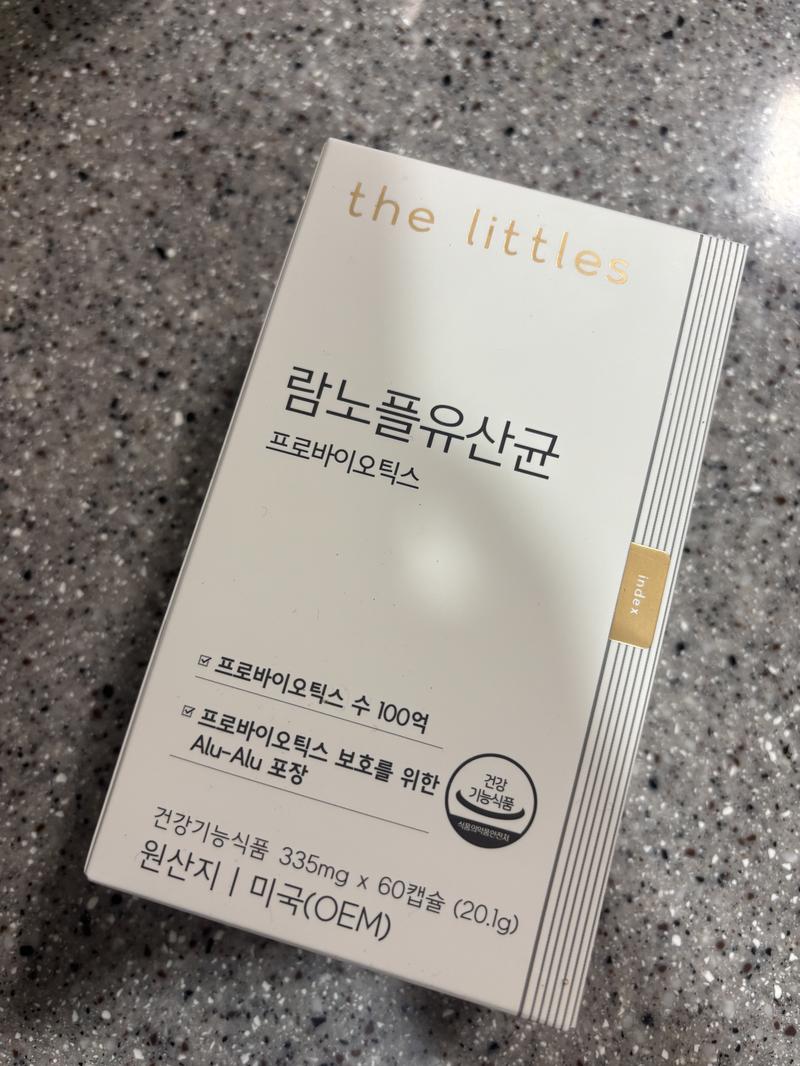 the littles
람노플유산균
프로바이오틱스
index
프로바이오틱스 수 100억
프로바이오틱스 보호를 위한
Alu-Alu 포장
건강
기능식품
식품의약품안전처
건강기능식품 335mg x 60캡슐 (20.1g)
원산지 | 미국(OEM)